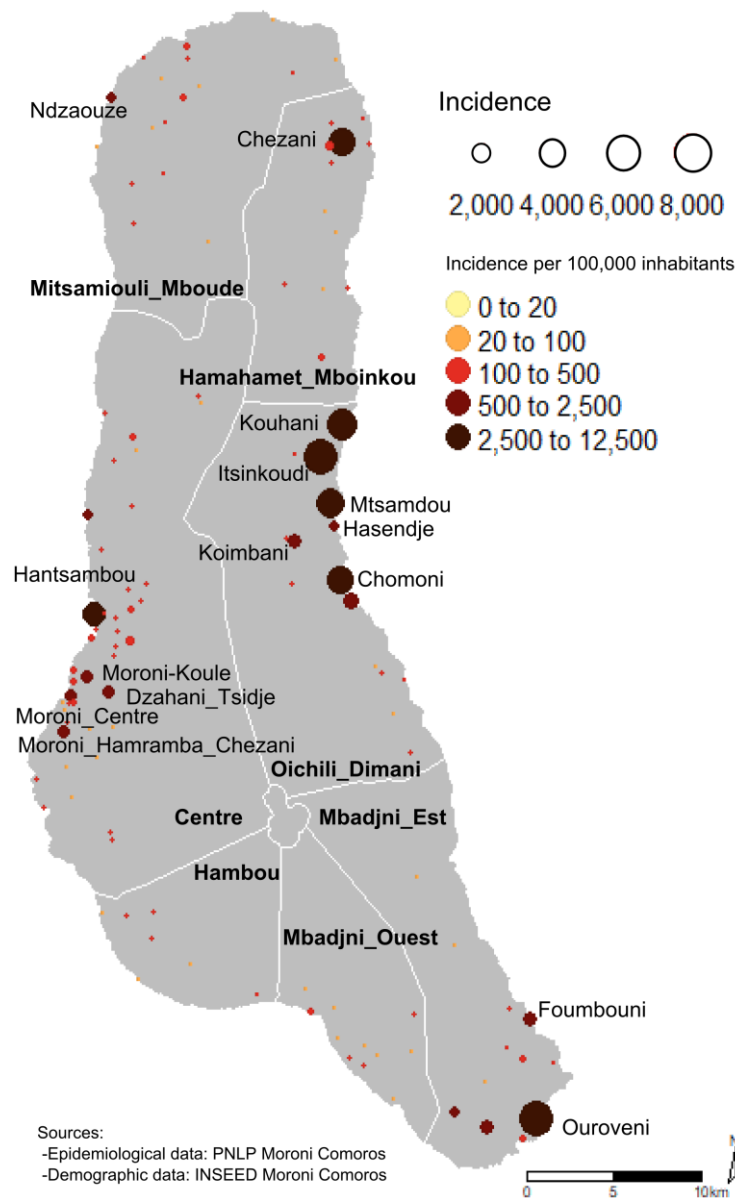 Ndzaouze
Chezani
Incidence
2,000 4,000 6,000 8,000
Incidence per 100,000 inhabitants
0 to 20
20 to 100
100 to 500
500 to 2,500
2,500 to 12,500
Mitsamiouli_Mboude
Hamahamet_Mboinkou
Kouhani
Itsinkoudi
Mtsamdou
Hasendje
Koimbani
Chomoni
Hantsambou
Moroni-Koule
Dzahani_Tsidje
Moroni_Centre
Moroni_Hamramba_Chezani
Oichili_Dimani
Centre
Mbadjni_Est
Hambou
Mbadjni_Ouest
Foumbouni
Ouroveni
Sources:
-Epidemiological data: PNLP Moroni Comoros
-Demographic data: INSEED Moroni Comoros
N
0 5 10km